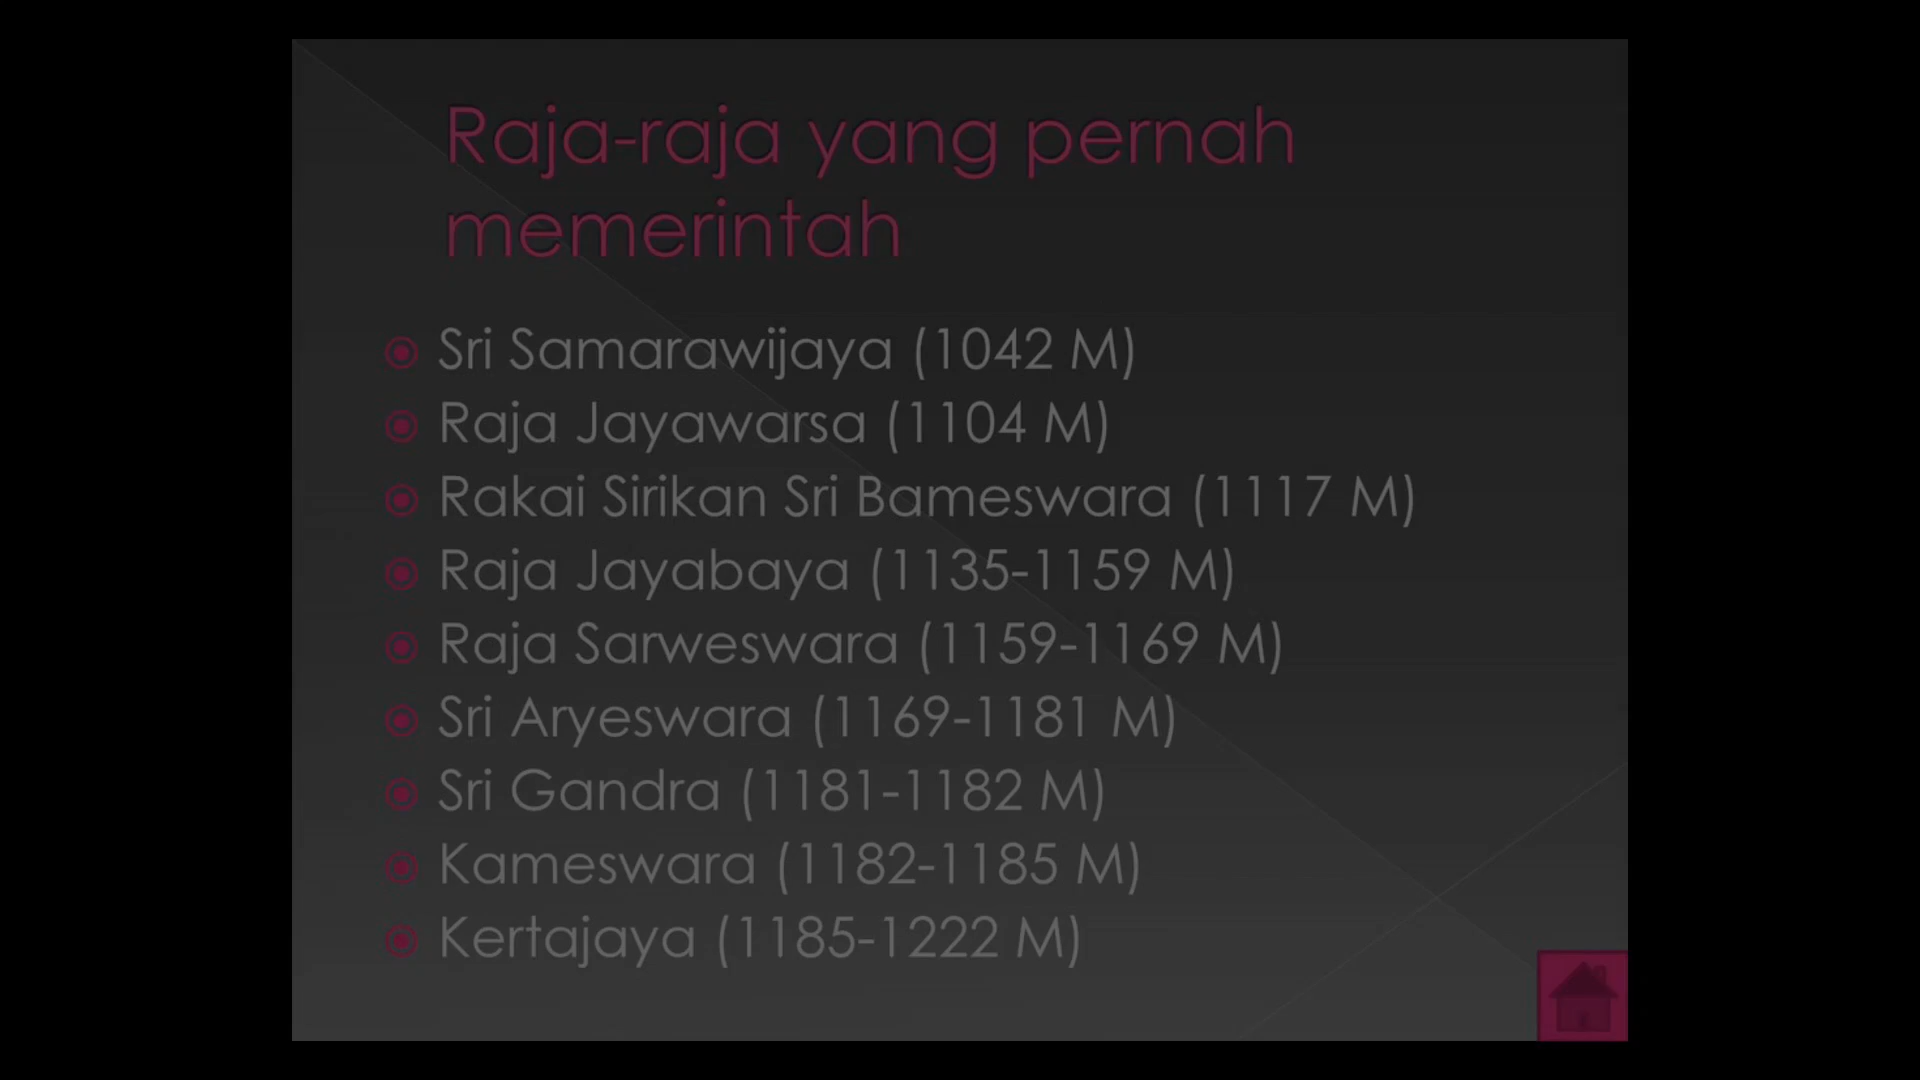 Raja-raja yang pernah
memerintah
Sri Samarawijaya (1042 M)
Raja Jayawarsa (1104 M)
Rakai Sirikan Sri Bameswara (1117 M)
Raja Jayabaya (1135-1159 M)
Raja Sarweswara (1159-1169 M)
Sri Aryeswara (1169-1181 M)
Sri Gandra (1181-1182 M)
Kameswara (1182-1185 M)
Kertajaya (1185-1222 M)